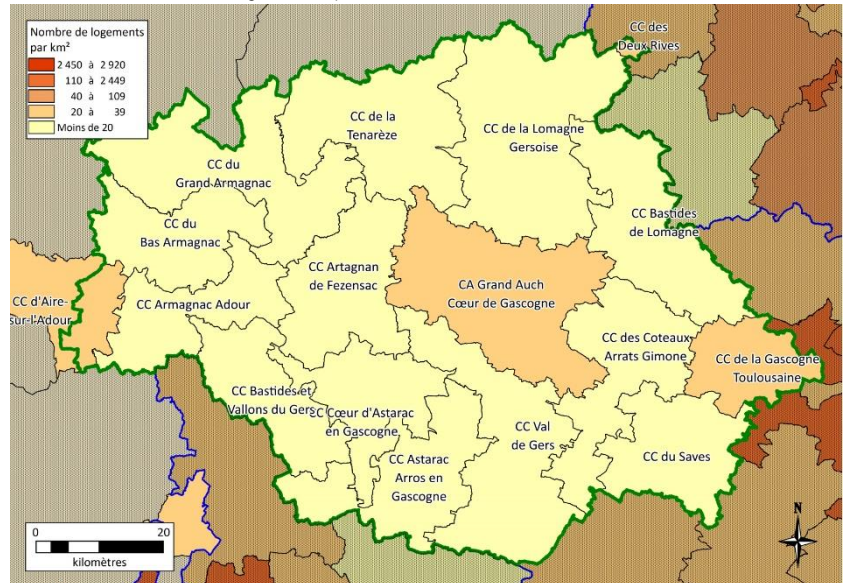 Nombre de logements
par km²
2 450 à 2 920
110 à 2 449
40 à 109
20 à 39
Moins de 20
CC des
Deux Rives
CC de la
Tenarèze
CC de la Lomagne
Gersoise
CC du
Grand Armagnac
CC du
Bas Armagnac
CC Bastides
de Lomagne
CC Artagnan
de Fezensac
CA Grand Auch
Cœur de Gascogne
CC d'Aire-
sur-l'Adour
CC Armagnac Adour
CC des Coteaux
Arrats Gimone
CC de la Gascogne
Toulousaine
CC Bastides et
Vallons du Gers
CC Cœur d'Astarac
en Gascogne
CC Val
de Gers
CC du Saves
CC Astarac
Arros en
Gascogne
0 20
kilomètres
N